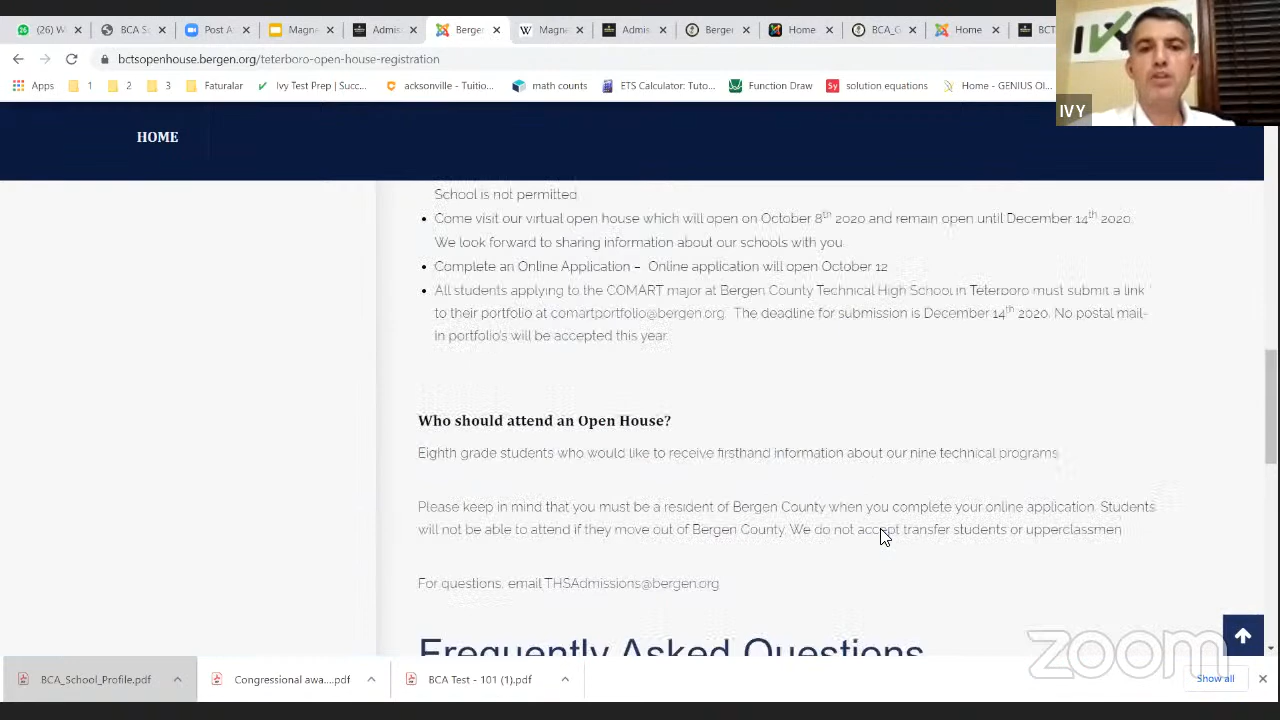 (26) W
BCA S.
Post A
Magne
Admis
Berge
Magn
Admis
Berge
Home
BCA_G
Home
BCT
bctsopenhouse.bergen.org/teterboro-open-house-registration
Apps
1
3
Faturalar
Ivy Test Prep | Succ...
acksonville - Tuitio...
man counts
ETS Calculator: Tuto...
Function Draw
Sy
solution equations
Home - GENIUS Ol...
IVY
HOME
School is not permitted
• Come visit our virtual open house which will open on October 8th 2020 and remain open until December 14th 2020.
We look forward to sharing information about our schools with you.
• Complete an Online Application – Online application will open October 12
• All students applying to the COMART major at Bergen County Technical High School in Teterboro must submit a link
to their portfolio at comartportfolio@bergen.org. The deadline for submission is December 14th 2020. No postal mail-
in portfolio's will be accepted this year.
Who should attend an Open House?
Eighth grade students who would like to receive firsthand information about our nine technical programs
Please keep in mind that you must be a resident of Bergen County when you complete your online application. Students
will not be able to attend if they move out of Bergen County. We do not accept transfer students or upperclassmen
For questions, email THSAdmissions@bergen.org
Frequently Asked Questions
zoom
BCA_School_Profile.pdf
Congressional awa....pdf
BCA Test - 101 (1).pdf
Show all